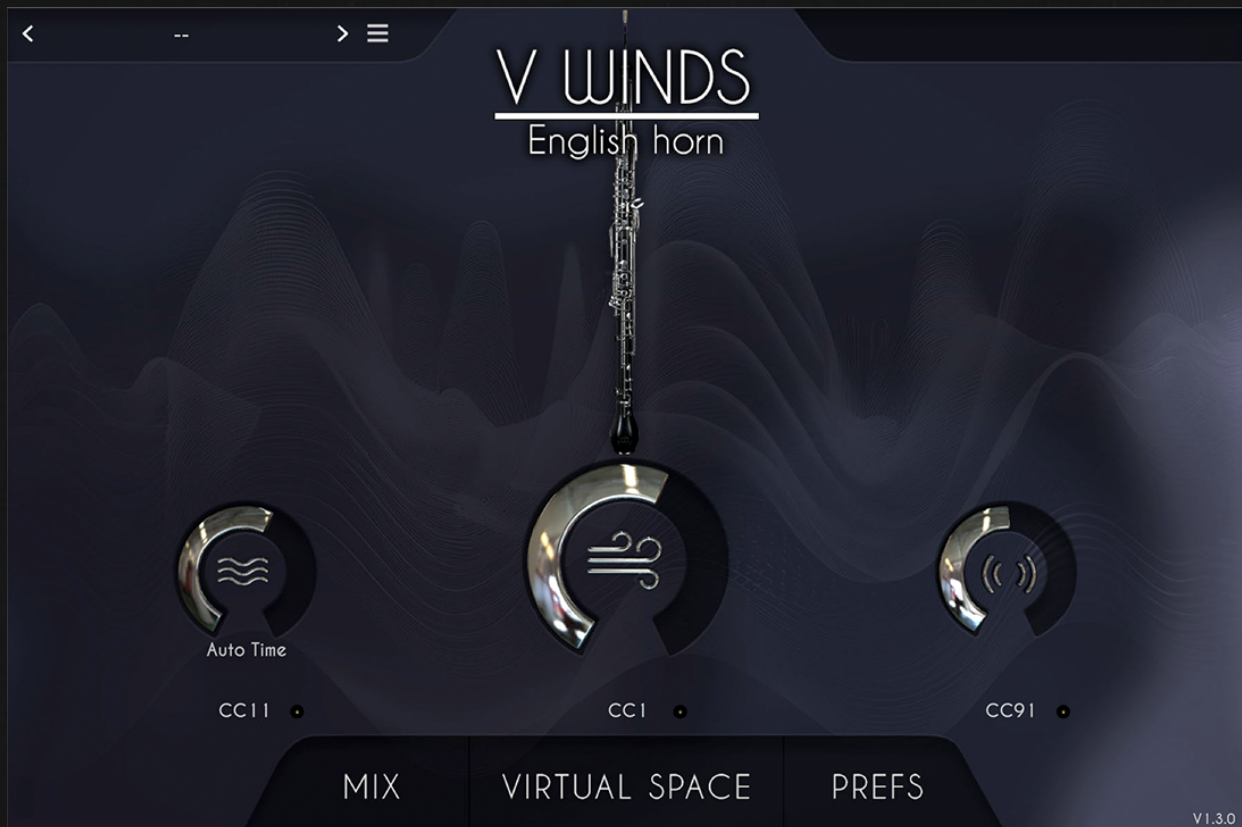 --
V WINDS
English horn
Auto Time
CC11
CC1
CC91
MIX
VIRTUAL SPACE
PREFS
V1.3.0